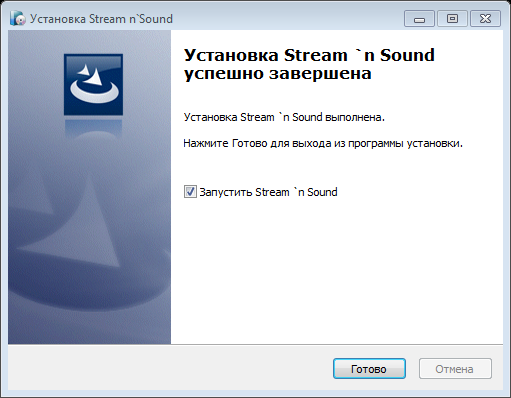 Установка Stream n`Sound
Установка Stream `n Sound
успешно завершена
Установка Stream `n Sound выполнена.
Нажмите Готово для выхода из программы установки.
Запустить Stream `n Sound
Готово
Отмена